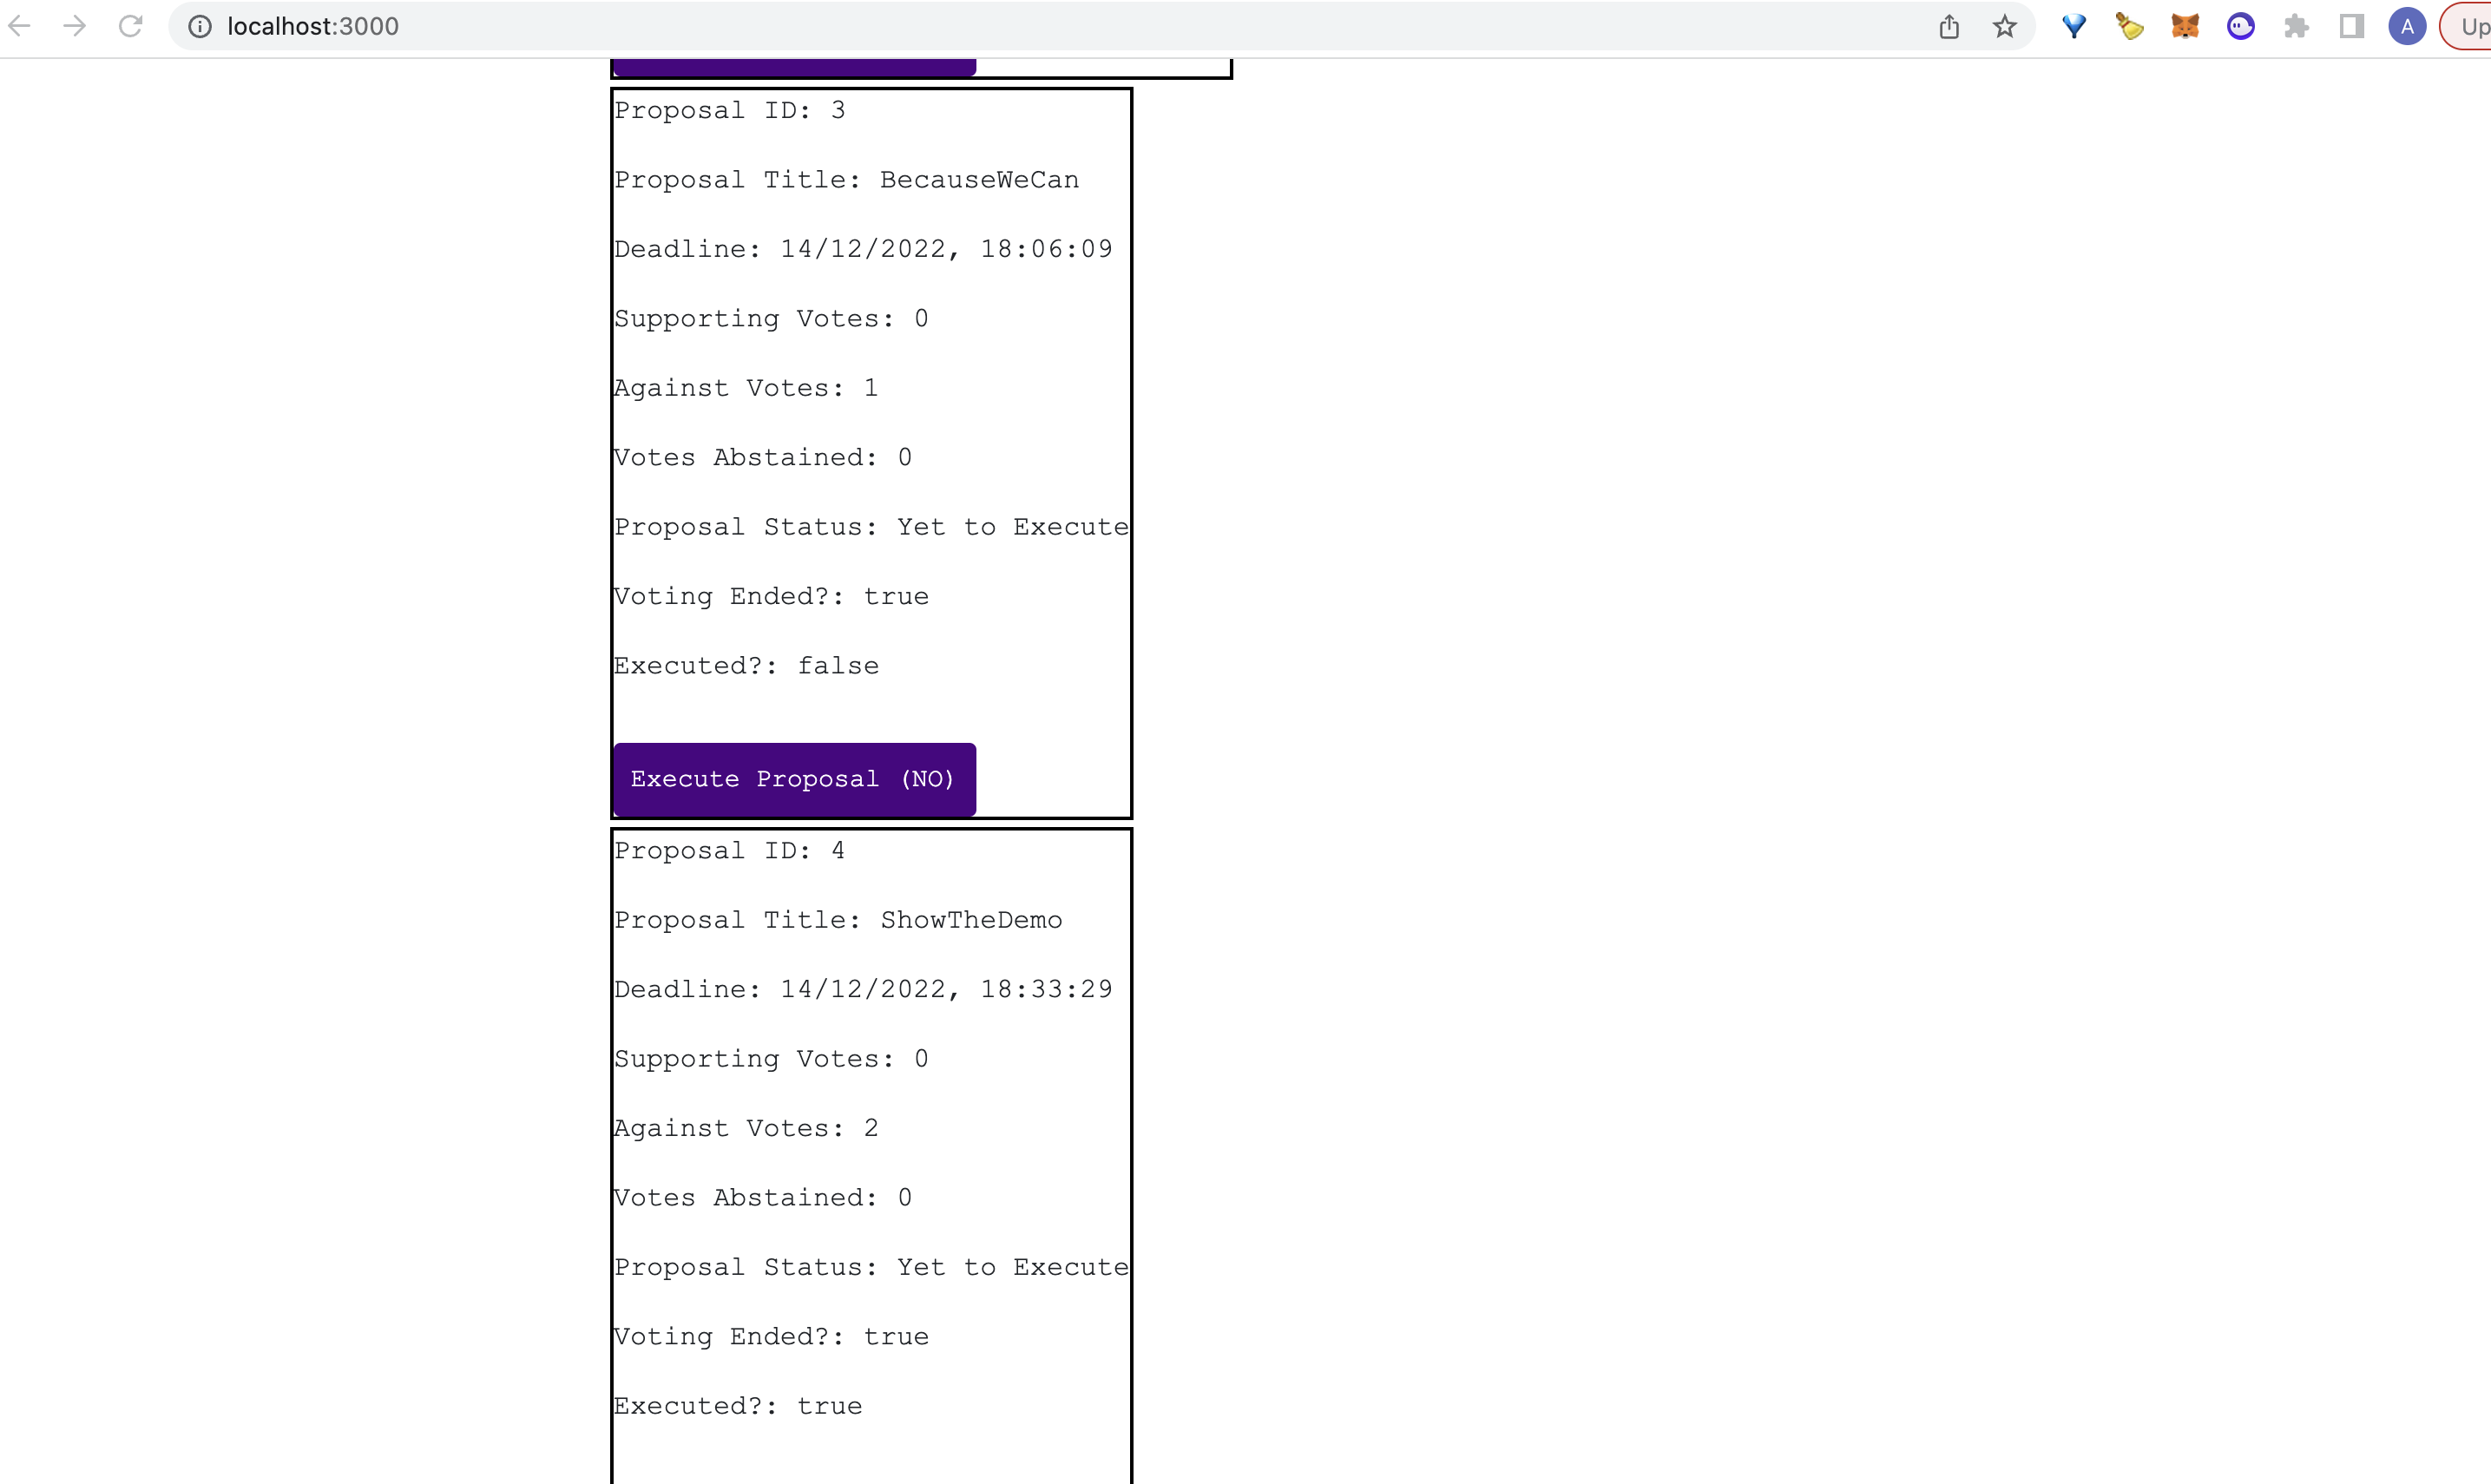 localhost:3000
A
Up
Proposal ID: 3
Proposal Title: BecauseWeCan
Deadline: 14/12/2022, 18:06:09
Supporting Votes: 0
Against Votes: 1
Votes Abstained: 0
Proposal Status: Yet to Execute
Voting Ended?: true
Executed?: false
Execute Proposal (NO)
Proposal ID: 4
Proposal Title: ShowTheDemo
Deadline: 14/12/2022, 18:33:29
Supporting Votes: 0
Against Votes: 2
Votes Abstained: 0
Proposal Status: Yet to Execute
Voting Ended?: true
Executed?: true